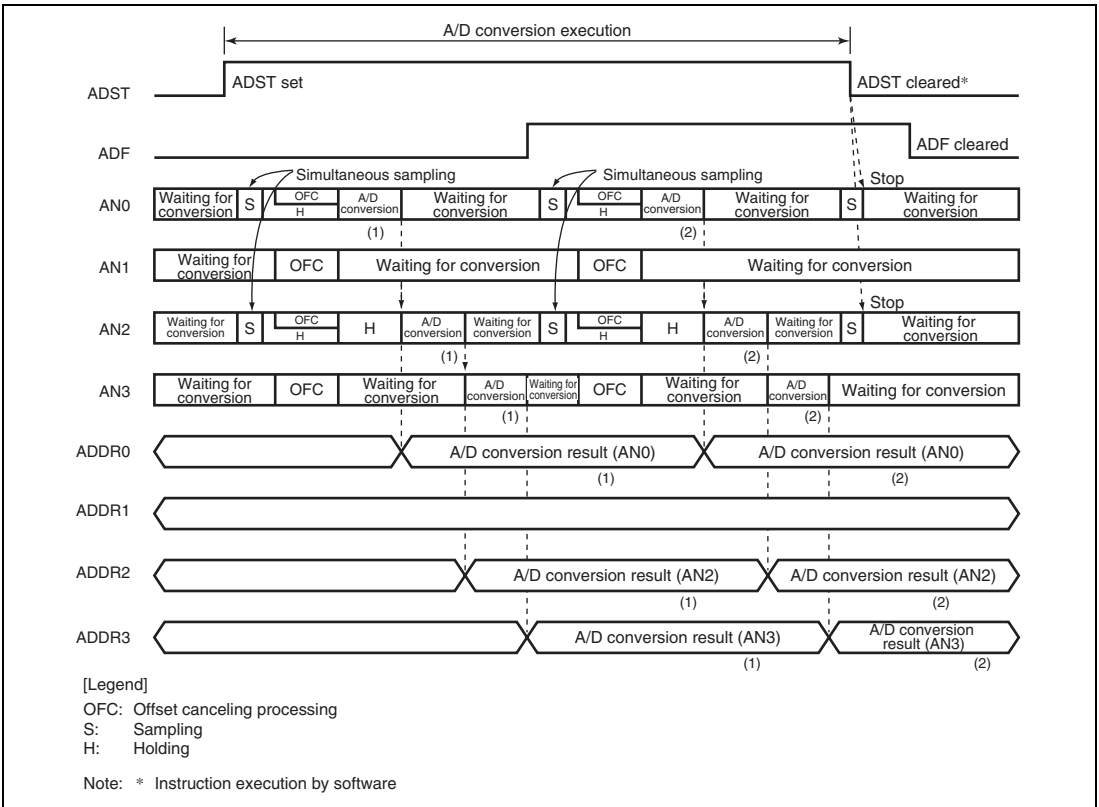 A/D conversion execution
ADST
ADST set
ADST cleared*
ADF
ADF cleared
Simultaneous sampling
Simultaneous sampling
Stop
AN0
Waiting for conversion
S
OFC
H
A/D conversion
Waiting for conversion
S
OFC
H
A/D conversion
Waiting for conversion
S
Waiting for conversion
(1)
(2)
AN1
Waiting for conversion
OFC
Waiting for conversion
OFC
Waiting for conversion
Stop
AN2
Waiting for conversion
S
OFC
H
H
A/D conversion
Waiting for conversion
S
OFC
H
H
A/D conversion
Waiting for conversion
S
Waiting for conversion
(1)
(2)
AN3
Waiting for conversion
OFC
Waiting for conversion
A/D conversion
Waiting for conversion
OFC
Waiting for conversion
A/D conversion
Waiting for conversion
(1)
(2)
ADDR0
A/D conversion result (AN0)
A/D conversion result (AN0)
(1)
(2)
ADDR1
ADDR2
A/D conversion result (AN2)
A/D conversion result (AN2)
(1)
(2)
ADDR3
A/D conversion result (AN3)
A/D conversion result (AN3)
(1)
(2)
[Legend]
OFC: Offset canceling processing
S: Sampling
H: Holding
Note: * Instruction execution by software